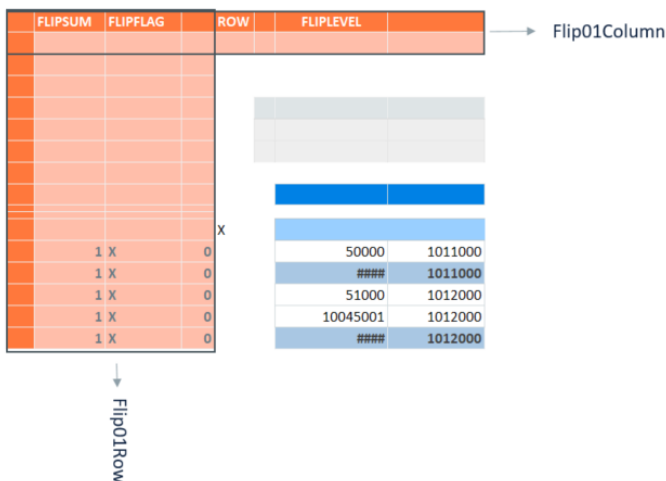 FLIPSUM FLIPFLAG ROW FLIPLEVEL
Flip01Column
X
1 X 0 50000 1011000
1 X 0 #### 1011000
1 X 0 51000 1012000
1 X 0 10045001 1012000
1 X 0 #### 1012000
Flip01Row